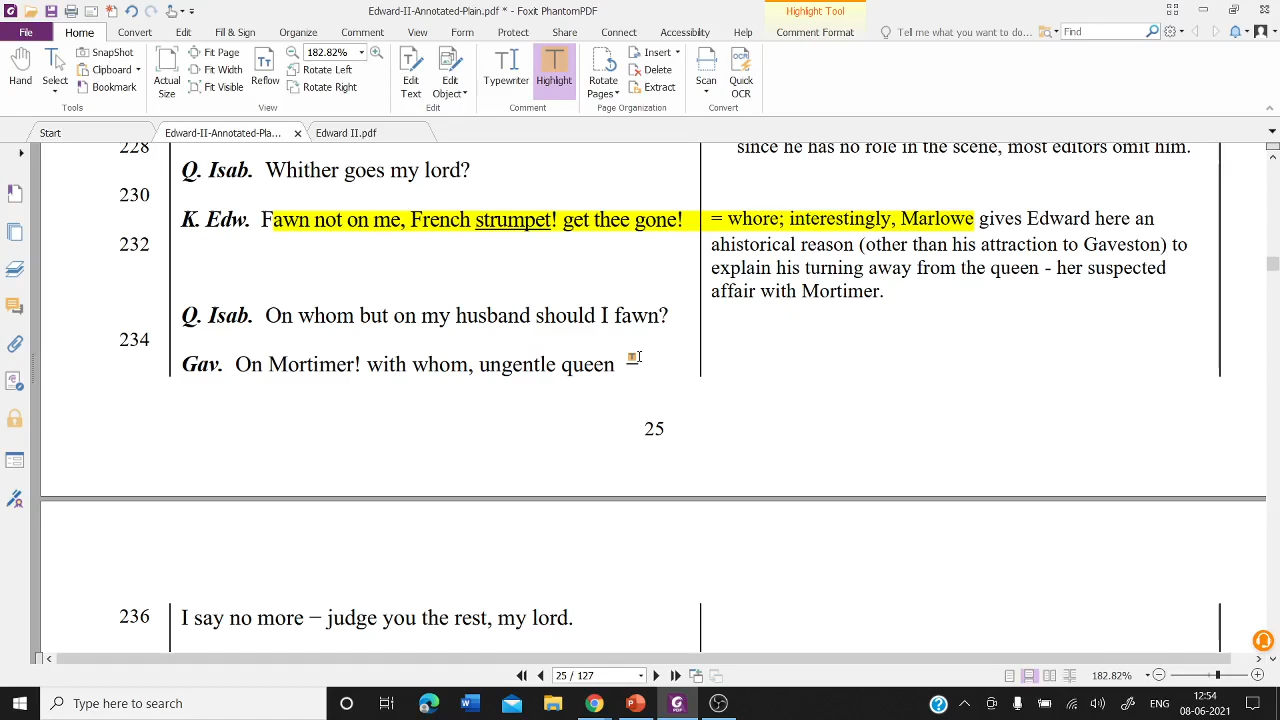 Edward-II-Annotated-Plain.pdf * - Foxit PhantomPDF
Highlight Tool
File Home Convert Edit Fill & Sign Organize Comment View Form Protect Share Connect Accessibility Help Comment Format Tell me what you want to do... Find
Hand Select SnapShot Clipboard Bookmark Actual Size Fit Page Fit Width Fit Visible Reflow 182.82% Rotate Left Rotate Right Edit Text Edit Object Typewriter Highlight Rotate Pages Insert Delete Extract Scan Quick OCR
Tools View Edit Comment Page Organization Convert
Start Edward-II-Annotated-Pla... Edward II.pdf
228 since he has no role in the scene, most editors omit him.
Q. Isab. Whither goes my lord?
230
K. Edw. Fawn not on me, French strumpet! get thee gone! = whore; interestingly, Marlowe gives Edward here an
232 ahistorical reason (other than his attraction to Gaveston) to
explain his turning away from the queen - her suspected
affair with Mortimer.
Q. Isab. On whom but on my husband should I fawn?
234
Gav. On Mortimer! with whom, ungentle queen –
25
236 I say no more − judge you the rest, my lord.
25 / 127 182.82%
Type here to search
ENG 12:54
08-06-2021